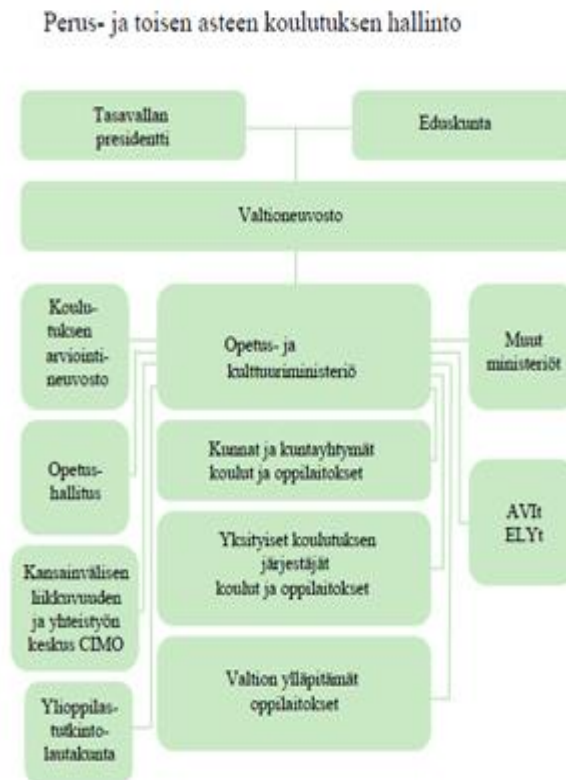 Perus- ja toisen asteen koulutuksen hallinto
Tasavallan
presidentti
Eduskunta
Valtioneuvosto
Koulu-
tuksen
arviointi-
neuvosto
Opetus- ja
kulttuuriministeriö
Muut
ministeriöt
Kunnat ja kuntayhtymät
koulut ja oppilaitokset
Opetus-
hallitus
AVIt
ELYt
Yksityiset koulutuksen
järjestäjät
koulut ja oppilaitokset
Kansainvälisen
liikkuvuuden
ja yhteistyön
keskus CIMO
Valtion ylläpitämät
oppilaitokset
Ylioppilas-
tutkinto-
lautakunta